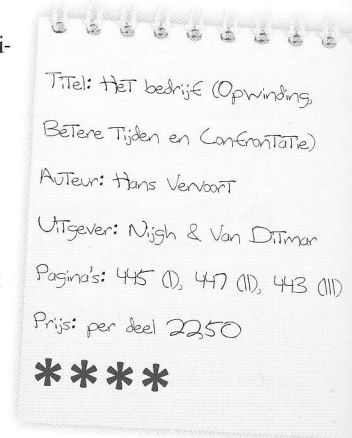 i-
Titel: Het bedrijf (Opwinding,
Betere Tijden en Confrontatie)
Auteur: Hans Vervoort
Uitgever: Nijgh & Van Ditmar
Pagina's: 445 (I), 447 (II), 443 (III)
Prijs: per deel 22,50
****